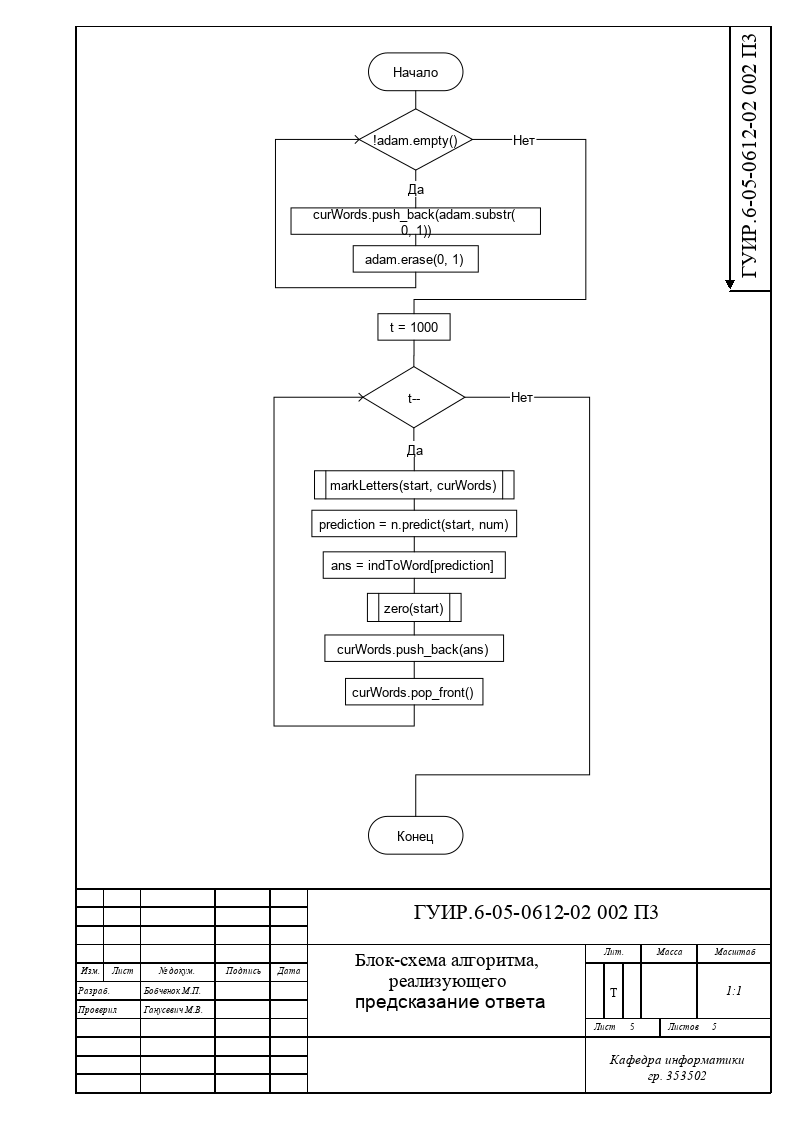 ГУИР.6-05-0612-02 002 ПЗ
Начало
!adam.empty()
Нет
Да
curWords.push_back(adam.substr(
0, 1))
adam.erase(0, 1)
t = 1000
t--
Нет
Да
markLetters(start, curWords)
prediction = n.predict(start, num)
ans = indToWord[prediction]
zero(start)
curWords.push_back(ans)
curWords.pop_front()
Конец
ГУИР.6-05-0612-02 002 ПЗ
Изм. Лист № докум. Подпись Дата
Разраб. Бобченок М.П.
Проверил Ганусевич М.В.
Блок-схема алгоритма,
реализующего
предсказание ответа
Лит. Масса Масштаб
Т 1:1
Лист 5 Листов 5
Кафедра информатики
гр. 353502